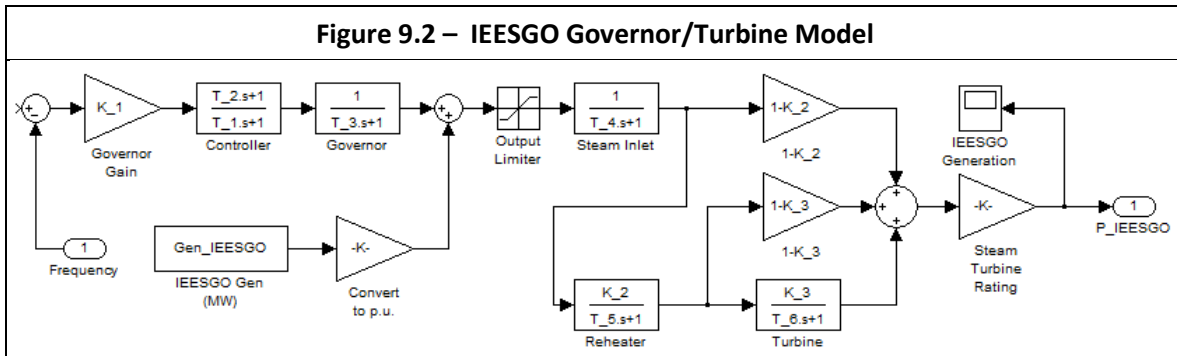 Figure 9.2 – IEESGO Governor/Turbine Model
+
−
K_1
Governor
Gain
T_2.s+1
T_1.s+1
Controller
1
T_3.s+1
Governor
+
+
Output
Limiter
1
T_4.s+1
Steam Inlet
1-K_2
1-K_2
IEESGO
Generation
1
Frequency
Gen_IEESGO
IEESGO Gen
(MW)
-K-
Convert
to p.u.
1-K_3
1-K_3
+
+
+
+
-K-
Steam
Turbine
Rating
1
P_IEESGO
K_2
T_5.s+1
Reheater
K_3
T_6.s+1
Turbine